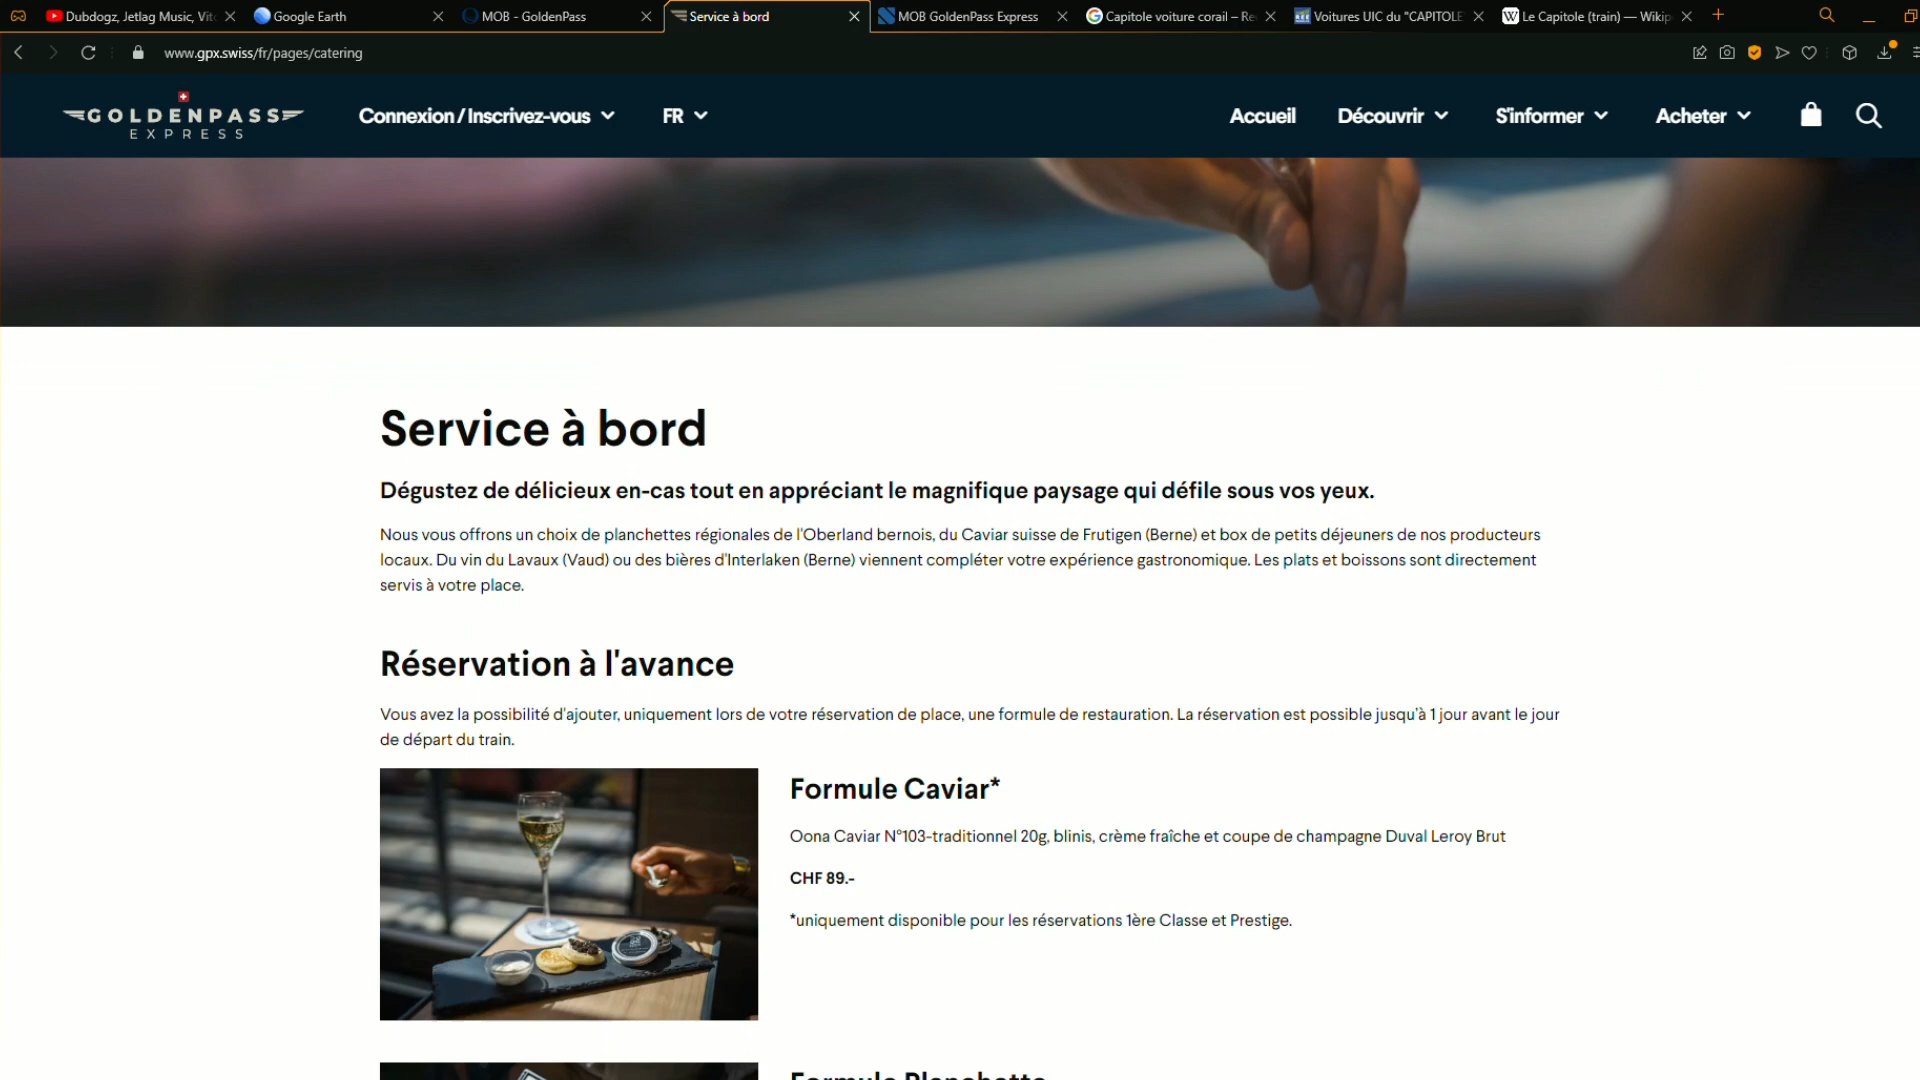 Dubdogz, Jetlag Music, Vit
Google Earth
MOB - GoldenPass
Service à bord
MOB GoldenPass Express
Capitole voiture corail – Re
Voitures UIC du "CAPITOLE"
Le Capitole (train) — Wikip
www.gpx.swiss/fr/pages/catering
GOLDENPASS
EXPRESS
Connexion / Inscrivez-vous
FR
Accueil
Découvrir
S'informer
Acheter
Service à bord
Dégustez de délicieux en-cas tout en appréciant le magnifique paysage qui défile sous vos yeux.
Nous vous offrons un choix de planchettes régionales de l'Oberland bernois, du Caviar suisse de Frutigen (Berne) et box de petits déjeuners de nos producteurs
locaux. Du vin du Lavaux (Vaud) ou des bières d'Interlaken (Berne) viennent compléter votre expérience gastronomique. Les plats et boissons sont directement
servis à votre place.
Réservation à l'avance
Vous avez la possibilité d'ajouter, uniquement lors de votre réservation de place, une formule de restauration. La réservation est possible jusqu'à 1 jour avant le jour
de départ du train.
Formule Caviar*
Oona Caviar N°103-traditionnel 20g, blinis, crème fraîche et coupe de champagne Duval Leroy Brut
CHF 89.-
*uniquement disponible pour les réservations 1ère Classe et Prestige.
Formule Planchette